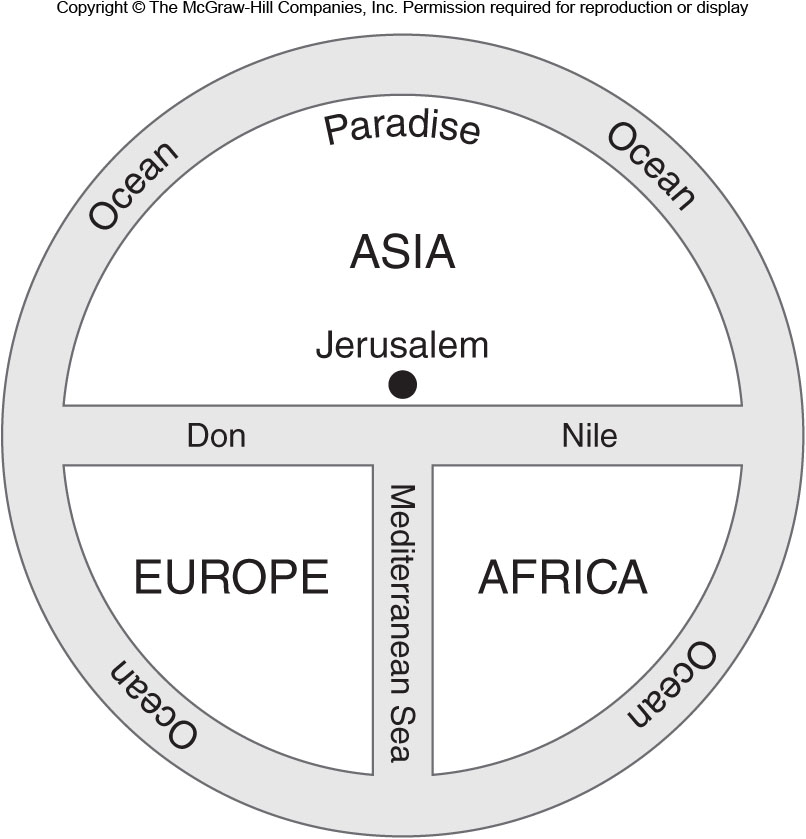 Copyright © The McGraw-Hill Companies, Inc. Permission required for reproduction or display
Paradise
Ocean
Ocean
ASIA
Jerusalem
Don
Nile
Mediterranean Sea
EUROPE
AFRICA
Ocean
Ocean